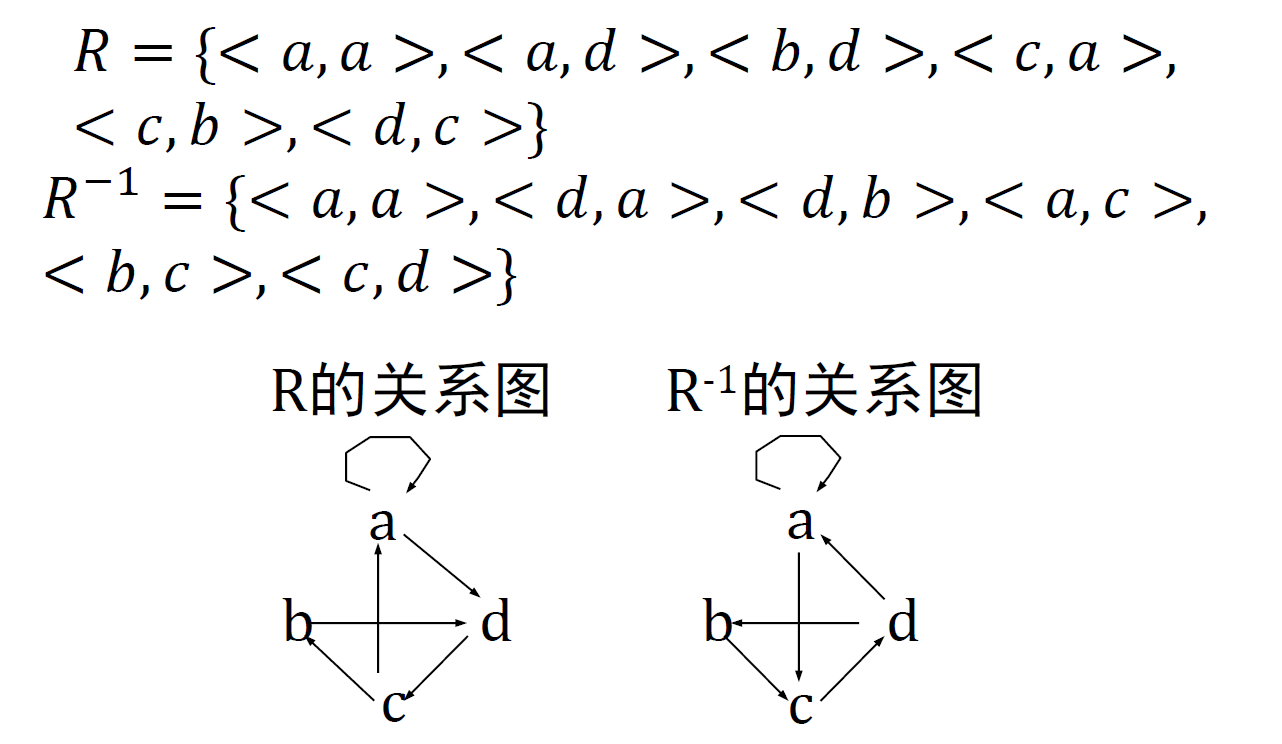 R = {< a, a >, < a, d >, < b, d >, < c, a >,
< c, b >, < d, c >}
R⁻¹ = {< a, a >, < d, a >, < d, b >, < a, c >,
< b, c >, < c, d >}
R的关系图 R⁻¹的关系图
a a
b d b d
c c